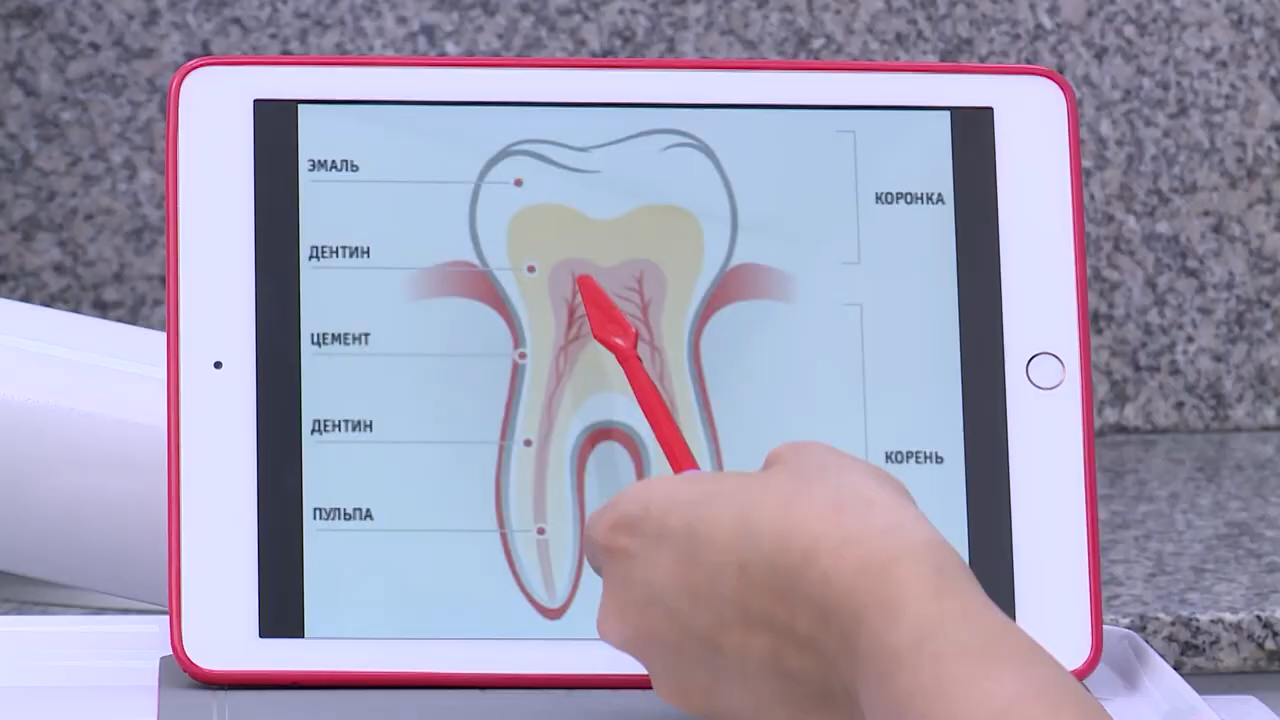 ЭМАЛЬ
ДЕНТИН
ЦЕМЕНТ
ДЕНТИН
ПУЛЬПА
КОРОНКА
КОРЕНЬ